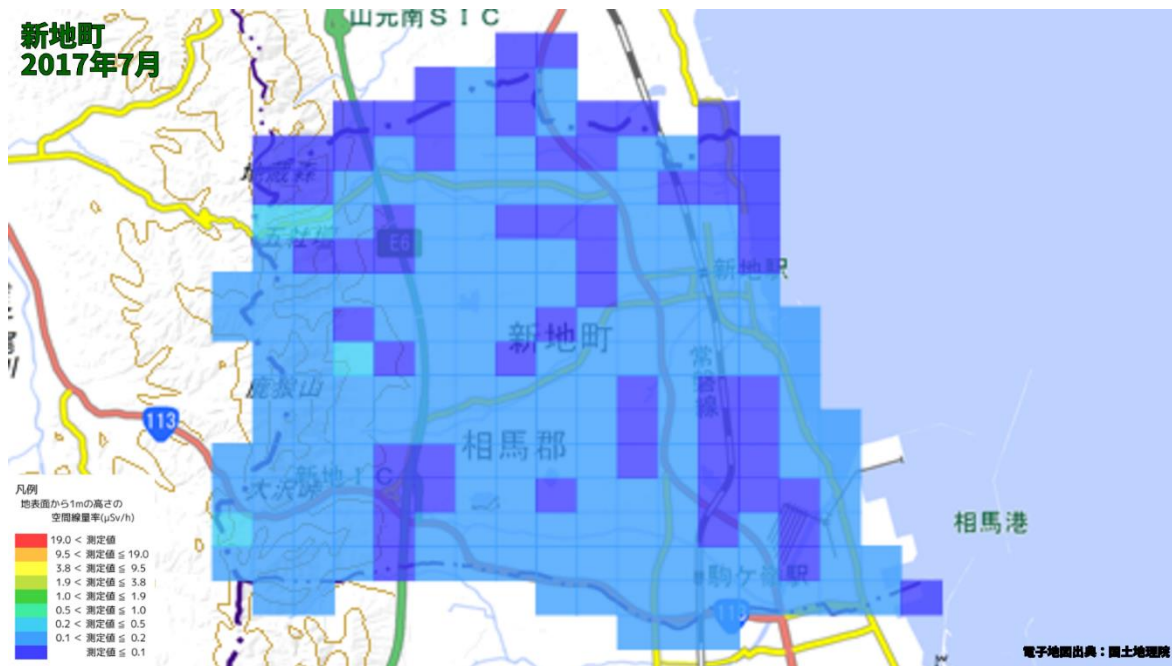 新地町
2017年7月
山元南SIC
地蔵森
五社壇
E6
新地駅
新地町
常磐線
鹿狼山
113
相馬郡
新地IC
大沢峠
相馬港
駒ケ嶺駅
113
凡例
地表面から1mの高さの
空間線量率(μSv/h)
19.0 < 測定値
9.5 < 測定値 ≦ 19.0
3.8 < 測定値 ≦ 9.5
1.9 < 測定値 ≦ 3.8
1.0 < 測定値 ≦ 1.9
0.5 < 測定値 ≦ 1.0
0.2 < 測定値 ≦ 0.5
0.1 < 測定値 ≦ 0.2
測定値 ≦ 0.1
電子地図出典：国土地理院